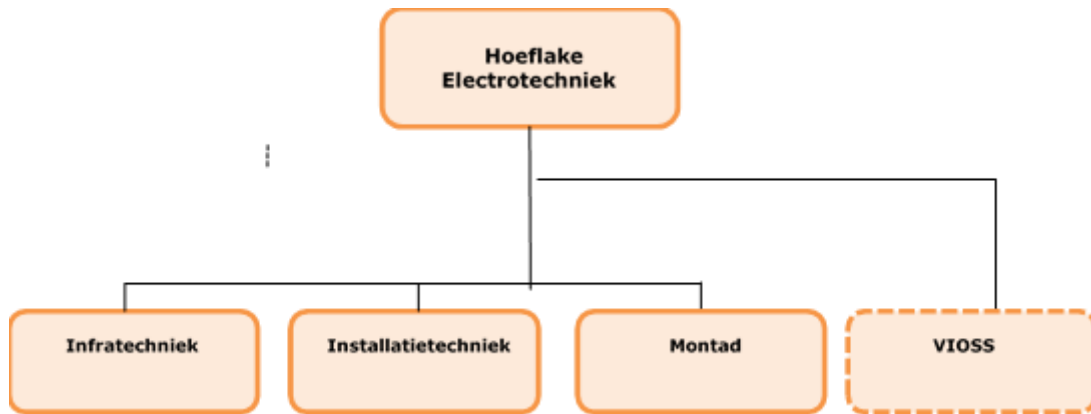 Hoeflake
Electrotechniek
Infratechniek
Installatietechniek
Montad
VIOSS